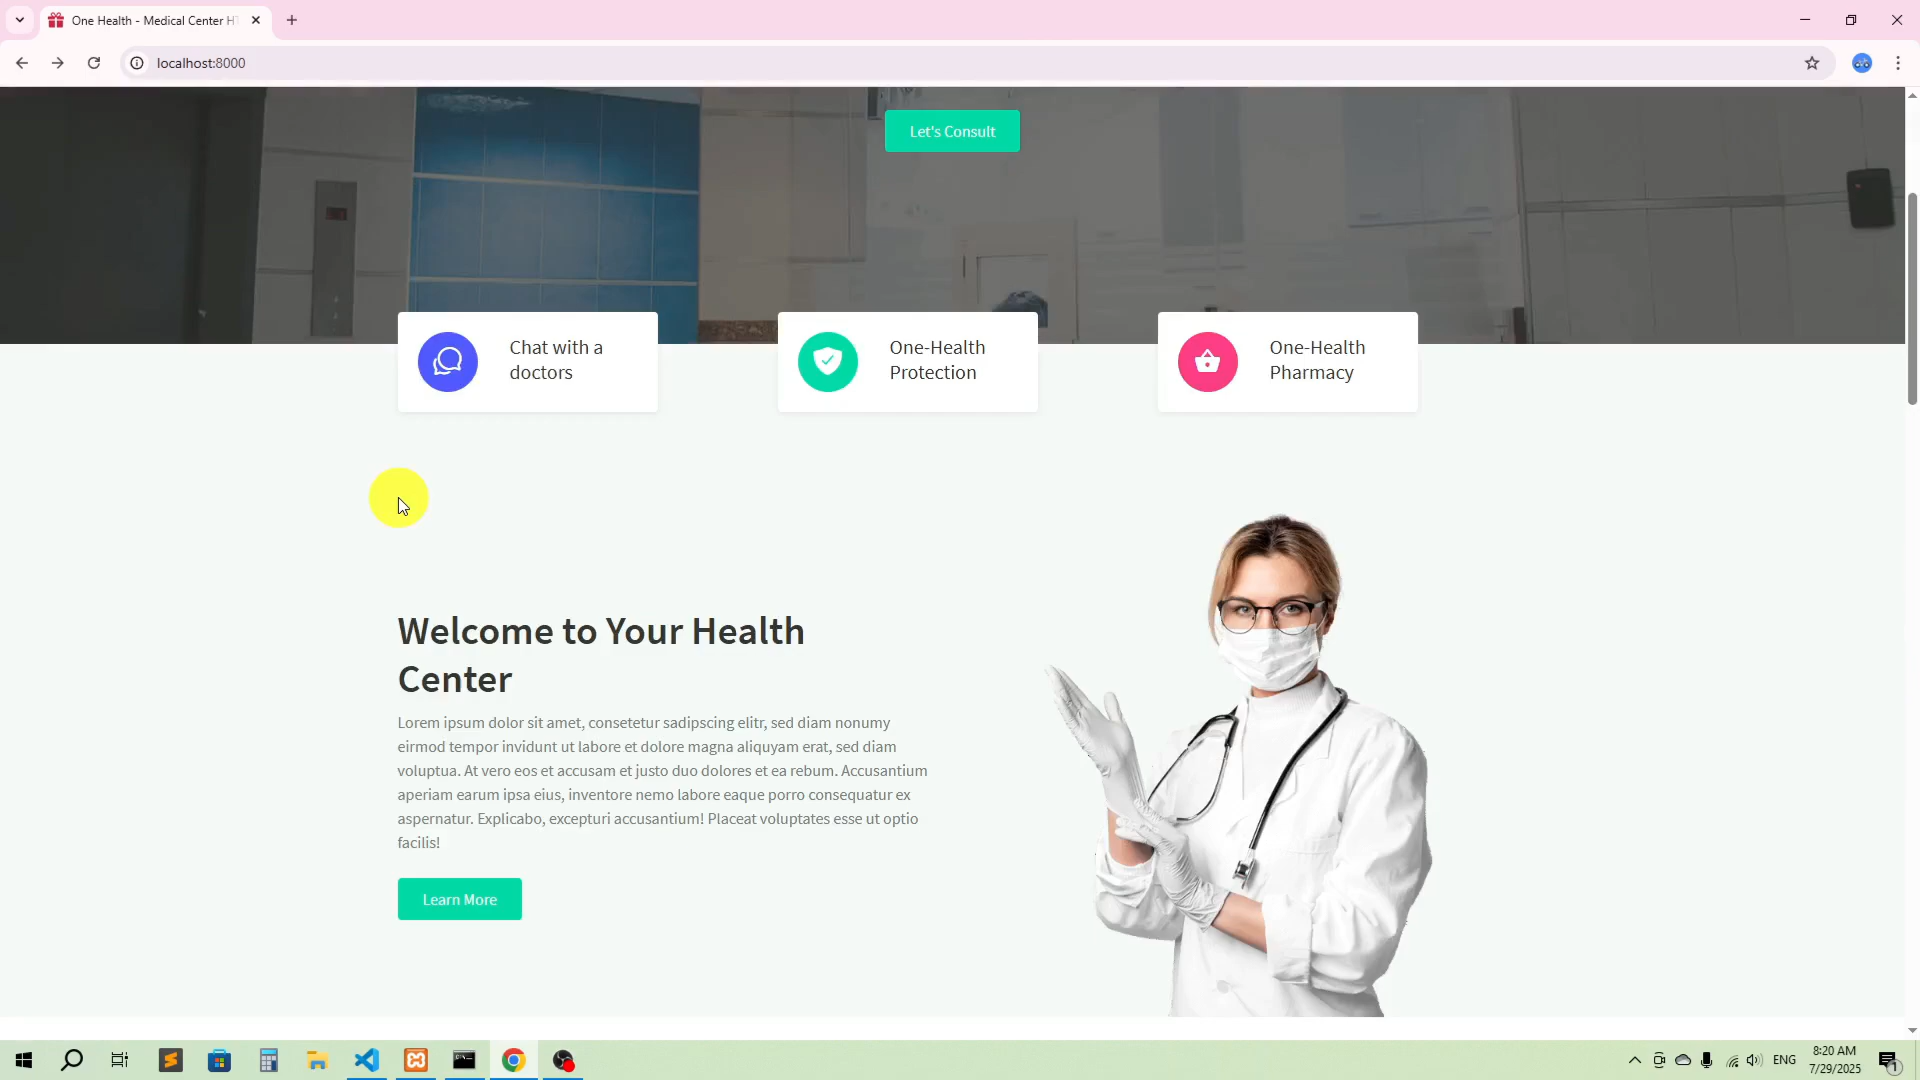 One Health - Medical Center H
localhost:8000
Let's Consult
Chat with a
doctors
One-Health
Protection
One-Health
Pharmacy
Welcome to Your Health
Center
Lorem ipsum dolor sit amet, consetetur sadipscing elitr, sed diam nonumy
eirmod tempor invidunt ut labore et dolore magna aliquyam erat, sed diam
voluptua. At vero eos et accusam et justo duo dolores et ea rebum. Accusantium
aperiam earum ipsa eius, inventore nemo labore eaque porro consequatur ex
aspernatur. Explicabo, excepturi accusantium! Placeat voluptates esse ut optio
facilis!
Learn More
ENG
8:20 AM
7/29/2025
1